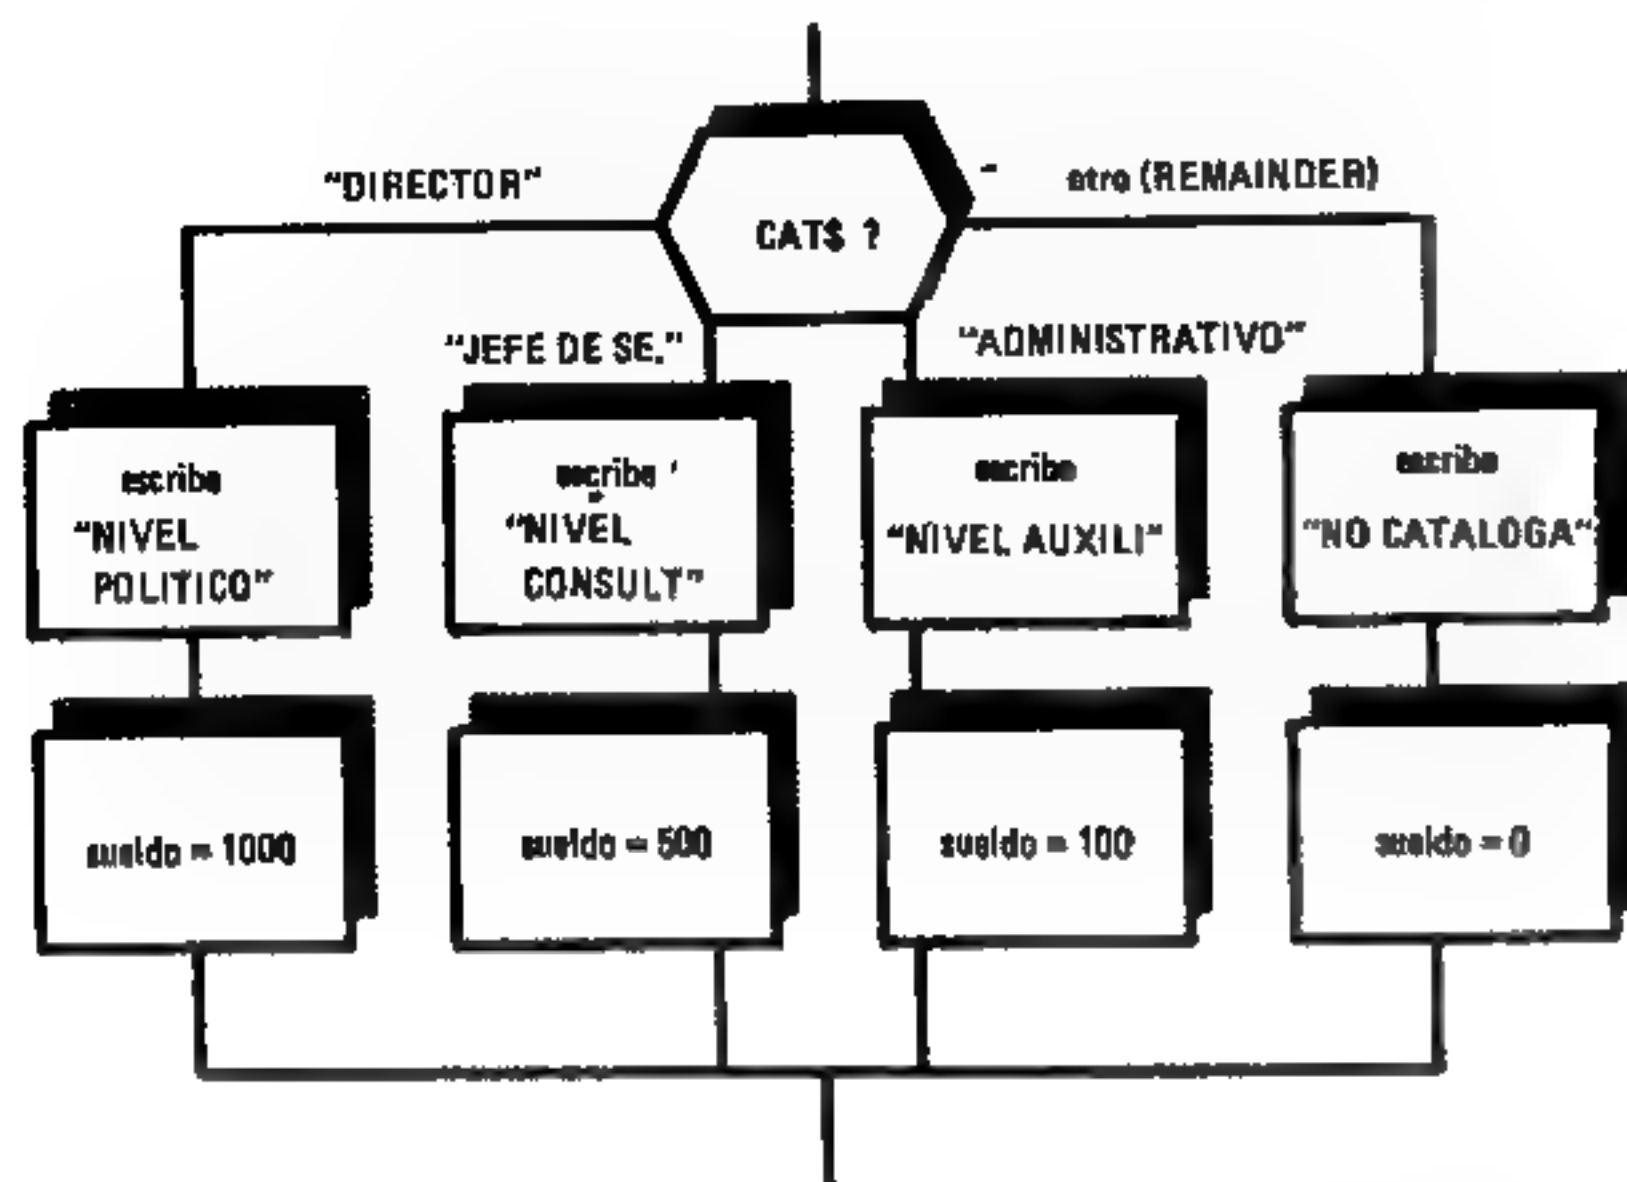 "DIRECTOR"
otro (REMAINDER)
CAT$ ?
"JEFE DE SE."
"ADMINISTRATIVO"
escribe
"NIVEL
POLITICO"
escribe
"NIVEL
CONSULT"
escribe
"NIVEL AUXILI"
escribe
"NO CATALOGA"
sueldo = 1000
sueldo = 500
sueldo = 100
sueldo = 0